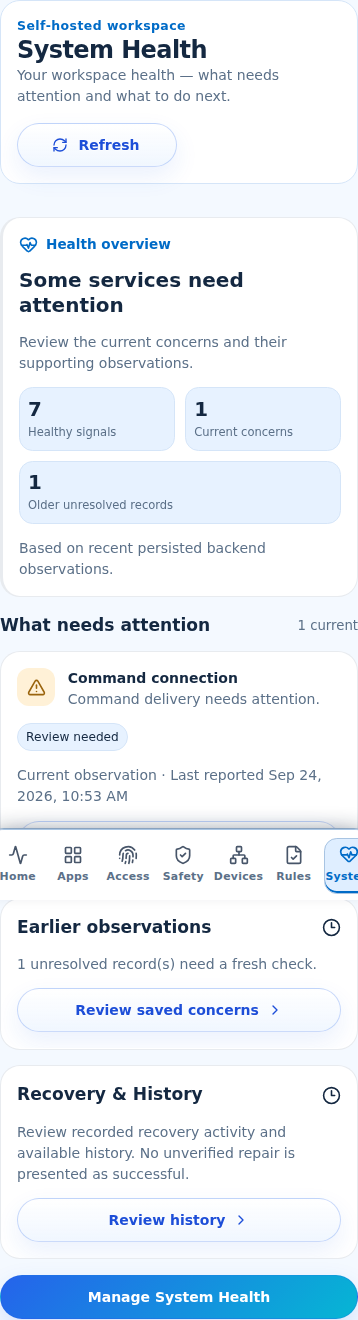 Self-hosted workspace
System Health
Your workspace health — what needs
attention and what to do next.
Refresh
Health overview
Some services need
attention
Review the current concerns and their
supporting observations.
7
Healthy signals
1
Current concerns
1
Older unresolved records
Based on recent persisted backend
observations.
What needs attention
1 current
Command connection
Command delivery needs attention.
Review needed
Current observation · Last reported Sep 24,
2026, 10:53 AM
Home
Apps
Access
Safety
Devices
Rules
Syste
Earlier observations
1 unresolved record(s) need a fresh check.
Review saved concerns
Recovery & History
Review recorded recovery activity and
available history. No unverified repair is
presented as successful.
Review history
Manage System Health